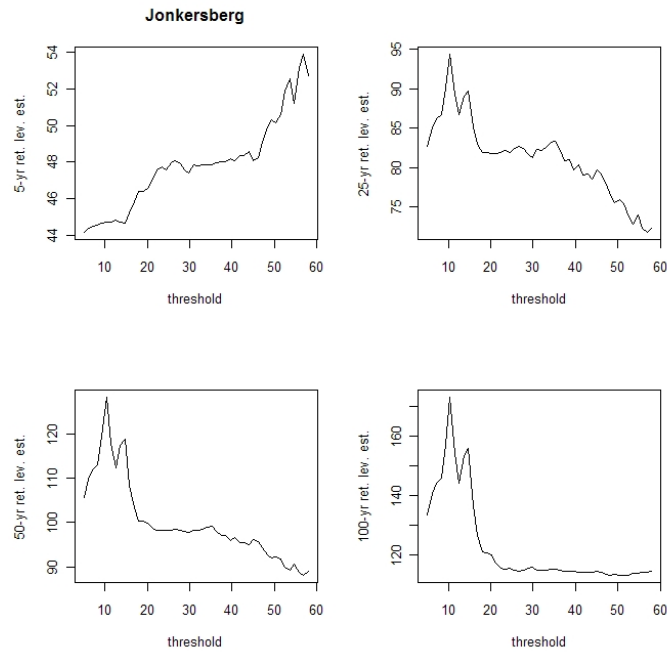 Jonkersberg
5-yr ret. lev. est.
54
52
50
48
46
44
10 20 30 40 50 60
threshold
25-yr ret. lev. est.
95
90
85
80
75
10 20 30 40 50 60
threshold
50-yr ret. lev. est.
120
110
100
90
10 20 30 40 50 60
threshold
100-yr ret. lev. est.
160
140
120
10 20 30 40 50 60
threshold